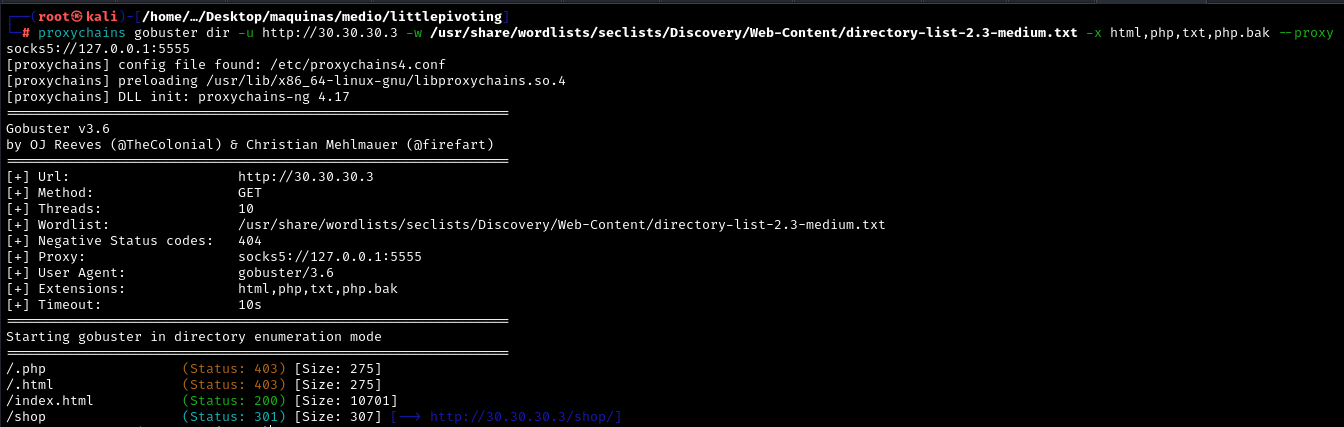 ┌──(root㉿kali)-[/home/…/Desktop/maquinas/medio/littlepivoting]
└─# proxychains gobuster dir -u http://30.30.30.3 -w /usr/share/wordlists/seclists/Discovery/Web-Content/directory-list-2.3-medium.txt -x html,php,txt,php.bak --proxy
socks5://127.0.0.1:5555
[proxychains] config file found: /etc/proxychains4.conf
[proxychains] preloading /usr/lib/x86_64-linux-gnu/libproxychains.so.4
[proxychains] DLL init: proxychains-ng 4.17
===============================================================
Gobuster v3.6
by OJ Reeves (@TheColonial) & Christian Mehlmauer (@firefart)
===============================================================
[+] Url:                     http://30.30.30.3
[+] Method:                  GET
[+] Threads:                 10
[+] Wordlist:                /usr/share/wordlists/seclists/Discovery/Web-Content/directory-list-2.3-medium.txt
[+] Negative Status codes:   404
[+] Proxy:                   socks5://127.0.0.1:5555
[+] User Agent:              gobuster/3.6
[+] Extensions:              html,php,txt,php.bak
[+] Timeout:                 10s
===============================================================
Starting gobuster in directory enumeration mode
===============================================================
/.php                 (Status: 403) [Size: 275]
/.html                (Status: 403) [Size: 275]
/index.html           (Status: 200) [Size: 10701]
/shop                 (Status: 301) [Size: 307] [--> http://30.30.30.3/shop/]